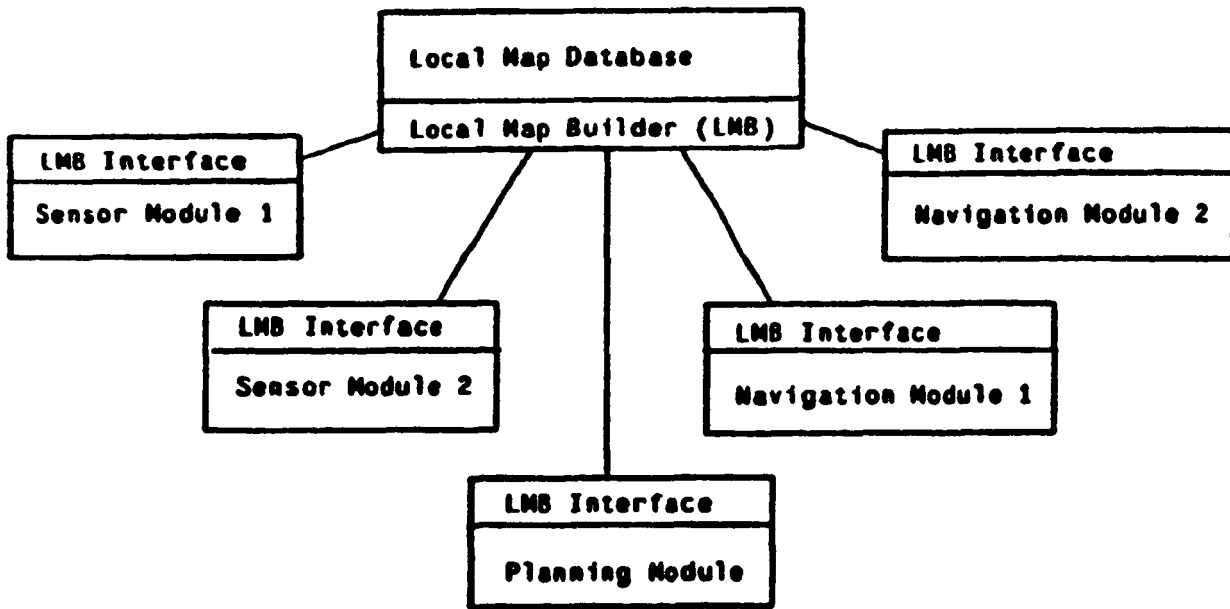 Local Map Database
Local Map Builder (LMB)
LMB Interface
Sensor Module 1
LMB Interface
Navigation Module 2
LMB Interface
Sensor Module 2
LMB Interface
Navigation Module 1
LMB Interface
Planning Module